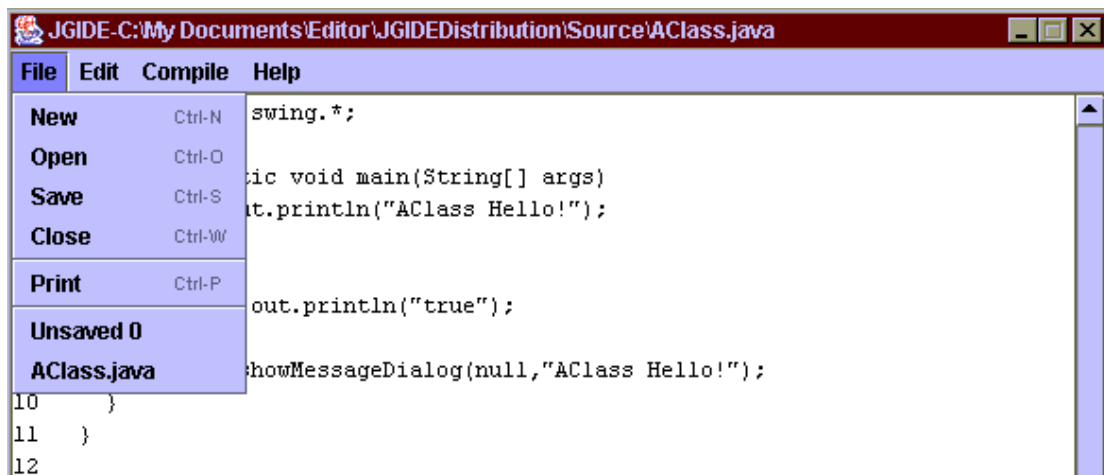 JGIDE-C:\My Documents\Editor\JGIDEDistribution\Source\AClass.java
File Edit Compile Help
New Ctrl-N
Open Ctrl-O
Save Ctrl-S
Close Ctrl-W
Print Ctrl-P
Unsaved 0
AClass.java
swing.*;
tic void main(String[] args)
ut.println("AClass Hello!");
out.println("true");
showMessageDialog(null,"AClass Hello!");
10 }
11 }
12